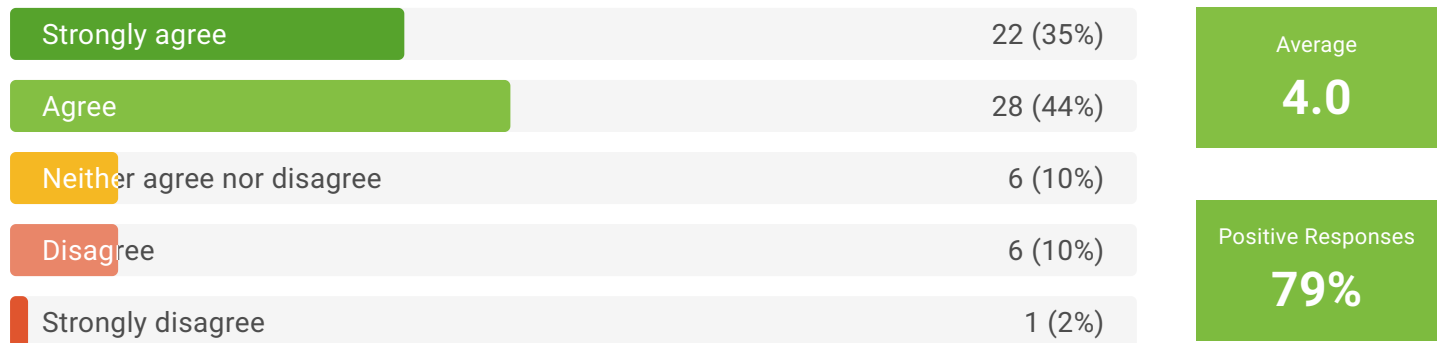 Strongly agree 22 (35%)
Agree 28 (44%)
Neither agree nor disagree 6 (10%)
Disagree 6 (10%)
Strongly disagree 1 (2%)
Average
4.0
Positive Responses
79%